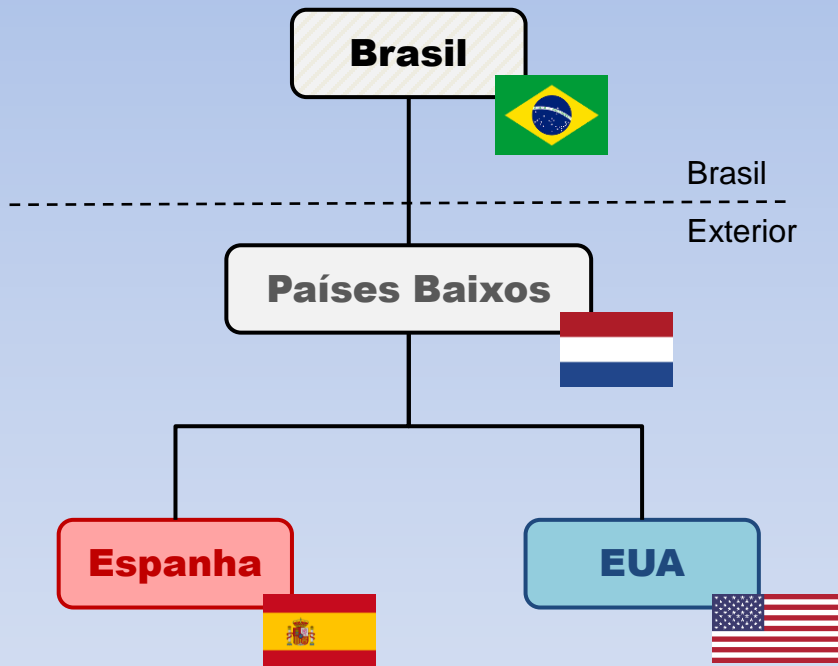 Brasil
Brasil
Exterior
Países Baixos
Espanha
EUA